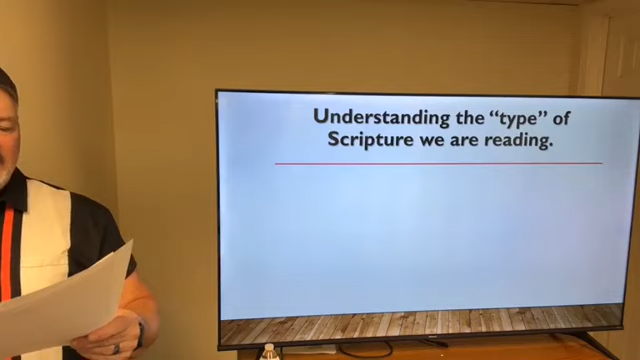 Understanding the “type” of
Scripture we are reading.